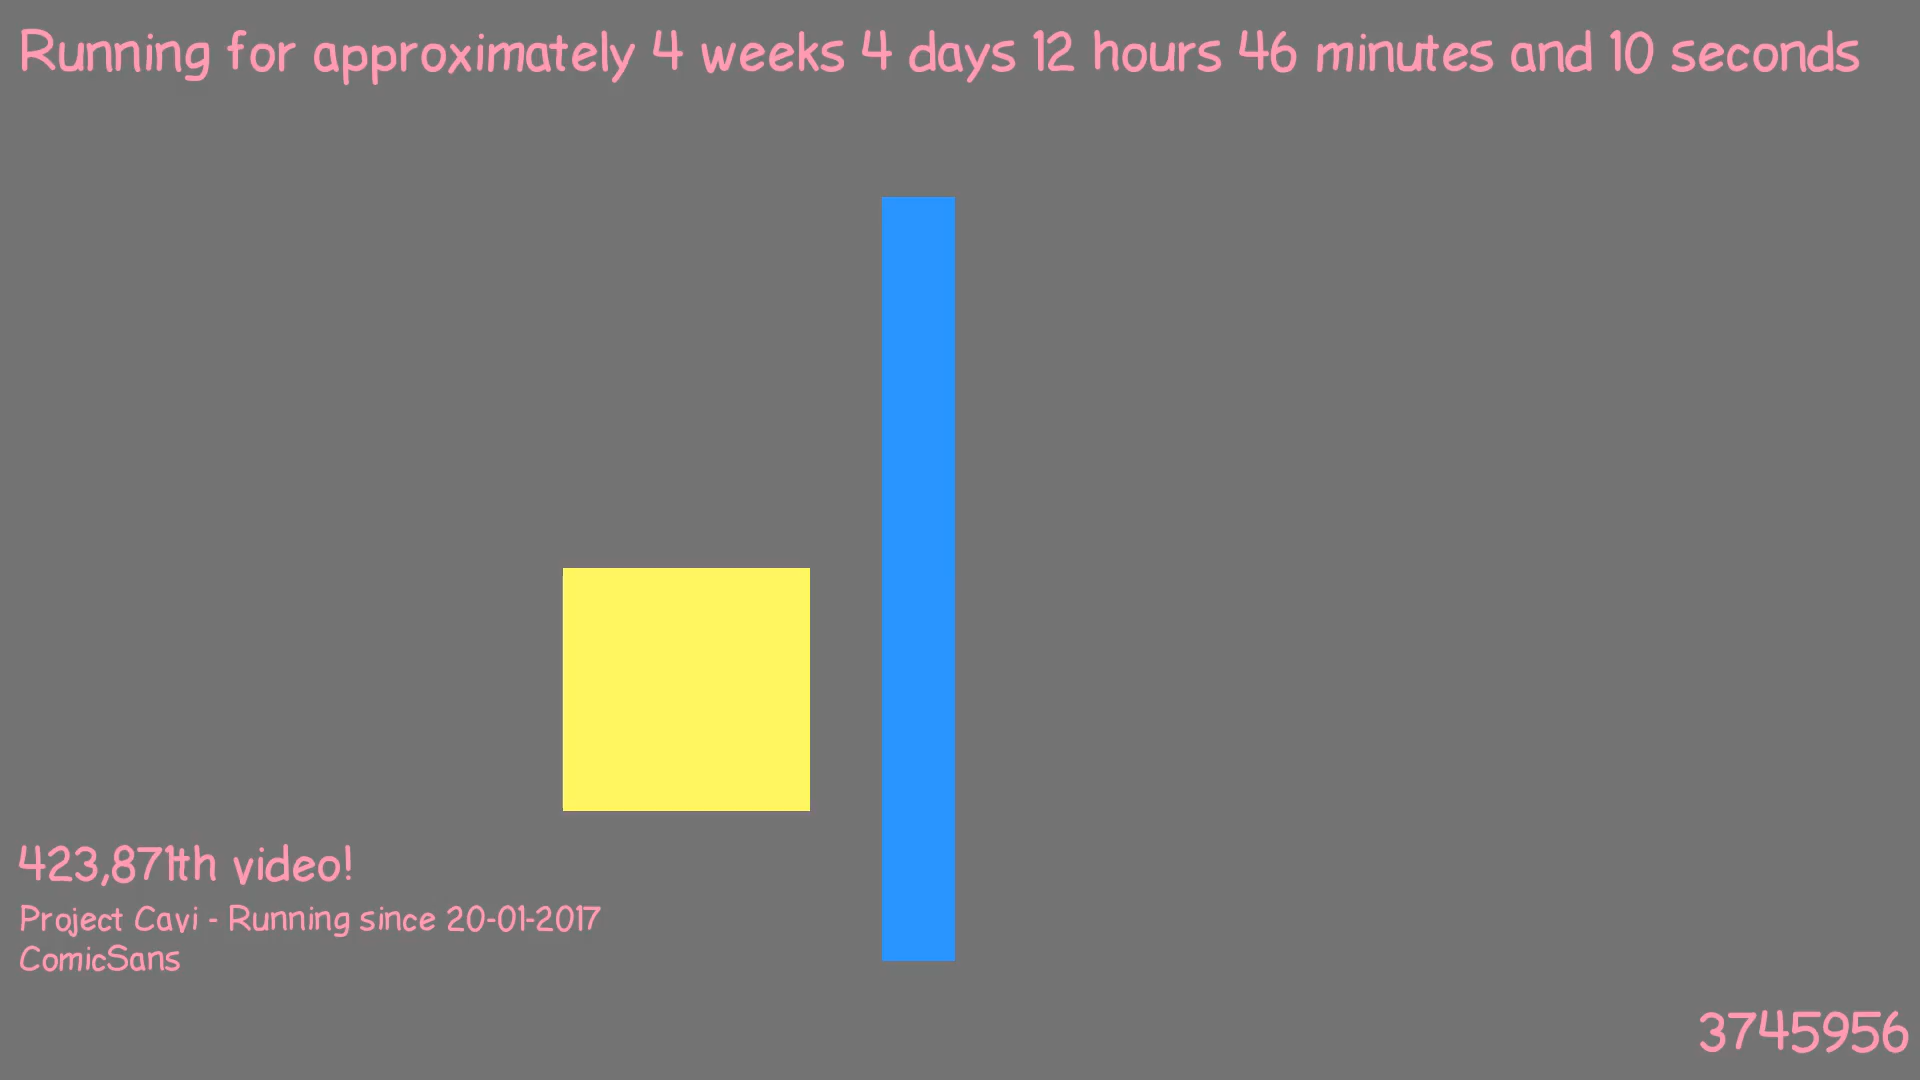 Running for approximately 4 weeks 4 days 12 hours 46 minutes and 10 seconds
423,871th video!
Project Cavi - Running since 20-01-2017
ComicSans
3745956